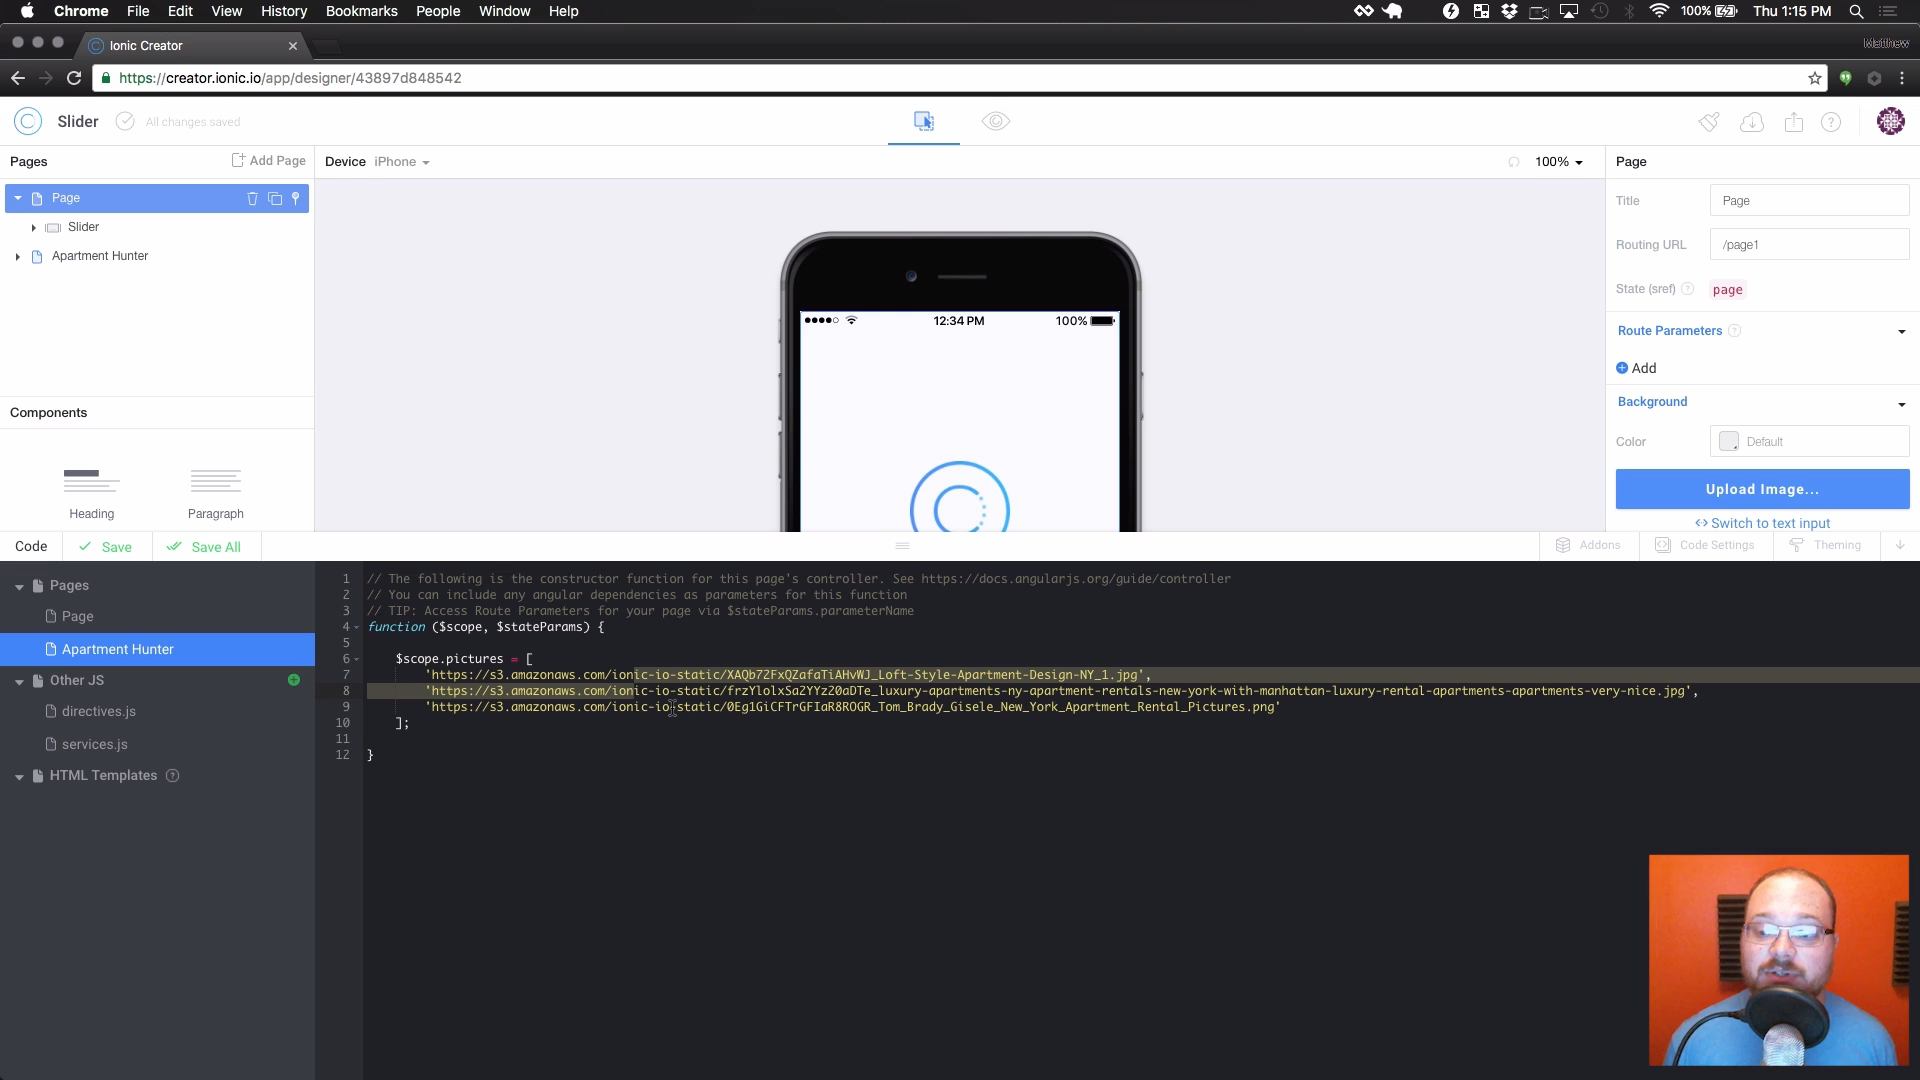 Chrome File Edit View History Bookmarks People Window Help 100% Thu 1:15 PM
Ionic Creator
Matthew
https://creator.ionic.io/app/designer/43897d848542
Slider All changes saved
Pages Add Page Device iPhone 100% Page
Page
Slider
Apartment Hunter
Title Page
Routing URL /page1
State (sref) page
Route Parameters
Add
Background
Color Default
Upload Image...
Switch to text input
12:34 PM 100%
Components
Heading Paragraph
Code Save Save All Addons Code Settings Theming
Pages
Page
Apartment Hunter
Other JS
directives.js
services.js
HTML Templates
1 // The following is the constructor function for this page's controller. See https://docs.angularjs.org/guide/controller
2 // You can include any angular dependencies as parameters for this function
3 // TIP: Access Route Parameters for your page via $stateParams.parameterName
4 function ($scope, $stateParams) {
5
6 $scope.pictures = [
7 'https://s3.amazonaws.com/ionic-io-static/XAQb72FxQZafaTiAHvWJ_Loft-Style-Apartment-Design-NY_1.jpg',
8 'https://s3.amazonaws.com/ionic-io-static/frzYlolxSa2YYz20aDTe_luxury-apartments-ny-apartment-rentals-new-york-with-manhattan-luxury-rental-apartments-apartments-very-nice.jpg',
9 'https://s3.amazonaws.com/ionic-io-static/0Eg1GiCFTrGFIaR8ROGR_Tom_Brady_Gisele_New_York_Apartment_Rental_Pictures.png'
10 ];
11
12 }